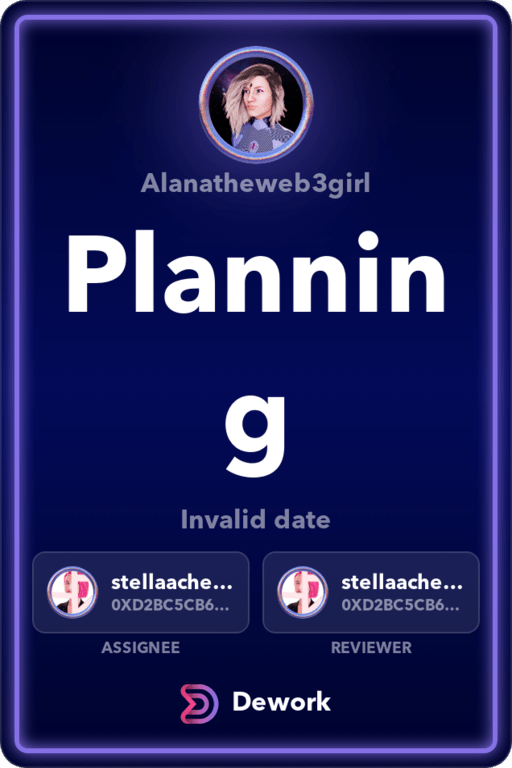 Alanatheweb3girl
Plannin
g
Invalid date
stellaache...
0XD2BC5CB6...
stellaache...
0XD2BC5CB6...
ASSIGNEE
REVIEWER
Dework